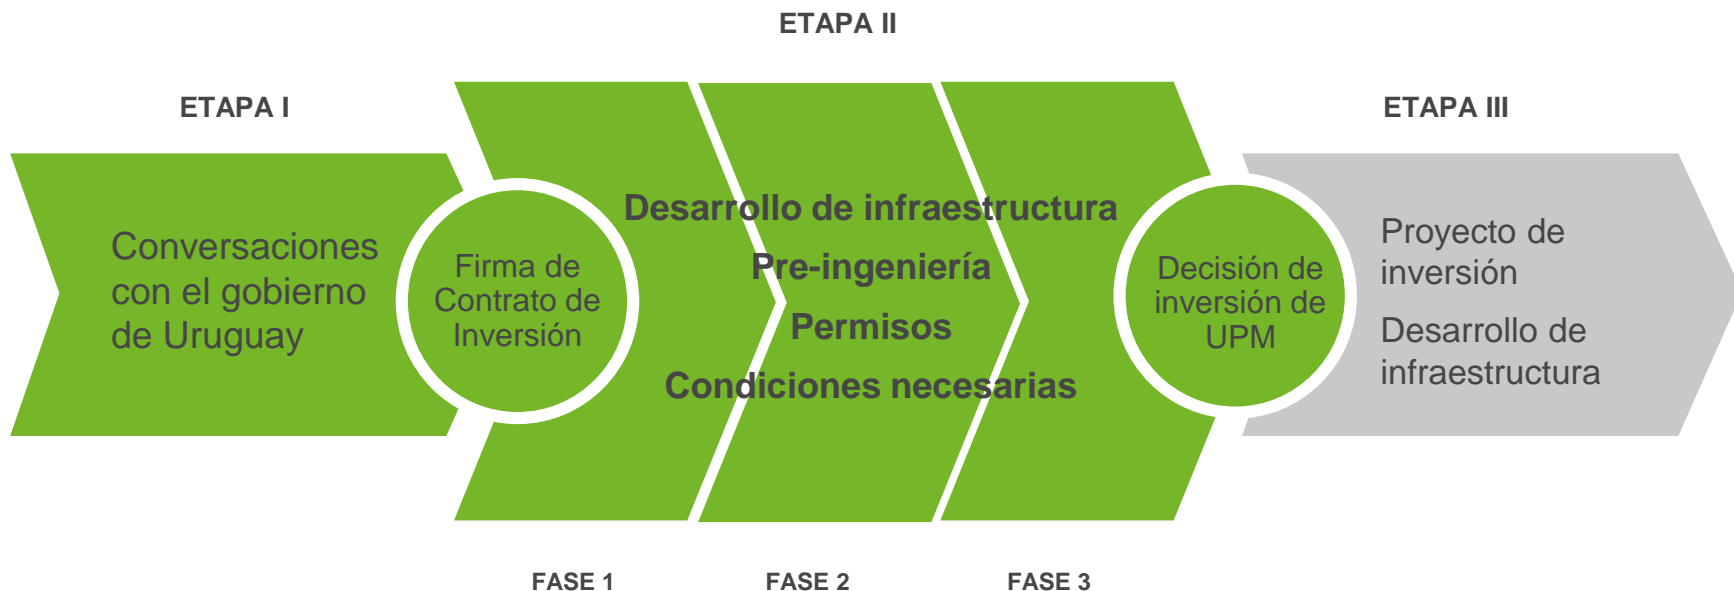 ETAPA II
ETAPA I
ETAPA III
Conversaciones
con el gobierno
de Uruguay
Firma de
Contrato de
Inversión
Desarrollo de infraestructura
Pre-ingeniería
Permisos
Condiciones necesarias
Decisión de
inversión de
UPM
Proyecto de
inversión
Desarrollo de
infraestructura
FASE 1
FASE 2
FASE 3